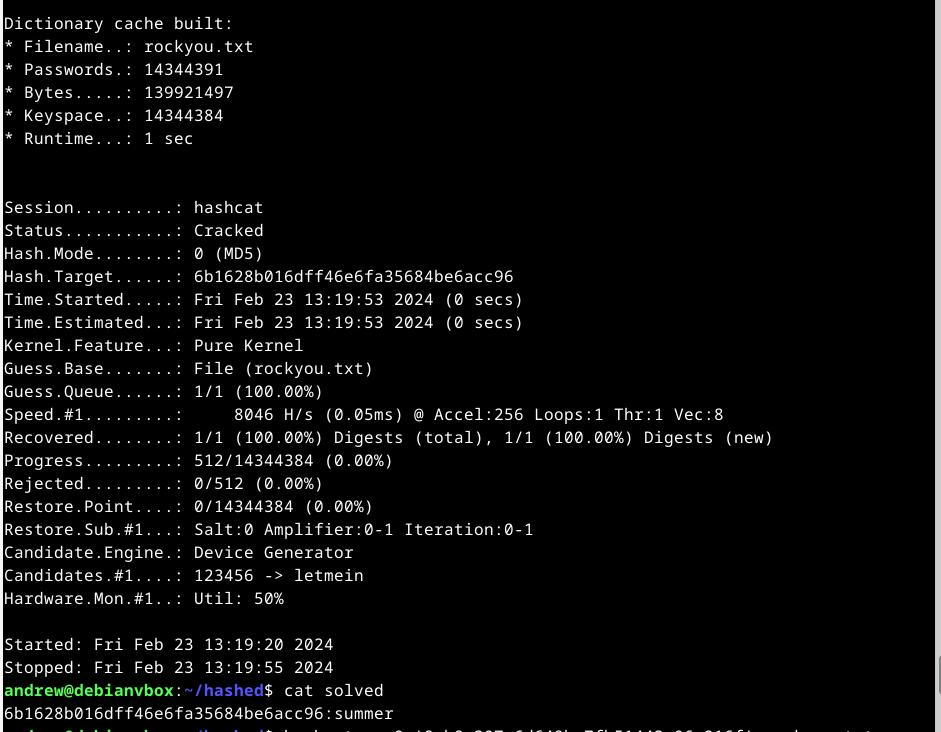 Dictionary cache built:
* Filename..: rockyou.txt
* Passwords.: 14344391
* Bytes.....: 139921497
* Keyspace..: 14344384
* Runtime...: 1 sec
Session..........: hashcat
Status...........: Cracked
Hash.Mode........: 0 (MD5)
Hash.Target......: 6b1628b016dff46e6fa35684be6acc96
Time.Started.....: Fri Feb 23 13:19:53 2024 (0 secs)
Time.Estimated...: Fri Feb 23 13:19:53 2024 (0 secs)
Kernel.Feature...: Pure Kernel
Guess.Base.......: File (rockyou.txt)
Guess.Queue......: 1/1 (100.00%)
Speed.#1.........:     8046 H/s (0.05ms) @ Accel:256 Loops:1 Thr:1 Vec:8
Recovered........: 1/1 (100.00%) Digests (total), 1/1 (100.00%) Digests (new)
Progress.........: 512/14344384 (0.00%)
Rejected.........: 0/512 (0.00%)
Restore.Point....: 0/14344384 (0.00%)
Restore.Sub.#1...: Salt:0 Amplifier:0-1 Iteration:0-1
Candidate.Engine.: Device Generator
Candidates.#1....: 123456 -> letmein
Hardware.Mon.#1..: Util: 50%
Started: Fri Feb 23 13:19:20 2024
Stopped: Fri Feb 23 13:19:55 2024
andrew@debianvbox:~/hashed$ cat solved
6b1628b016dff46e6fa35684be6acc96:summer